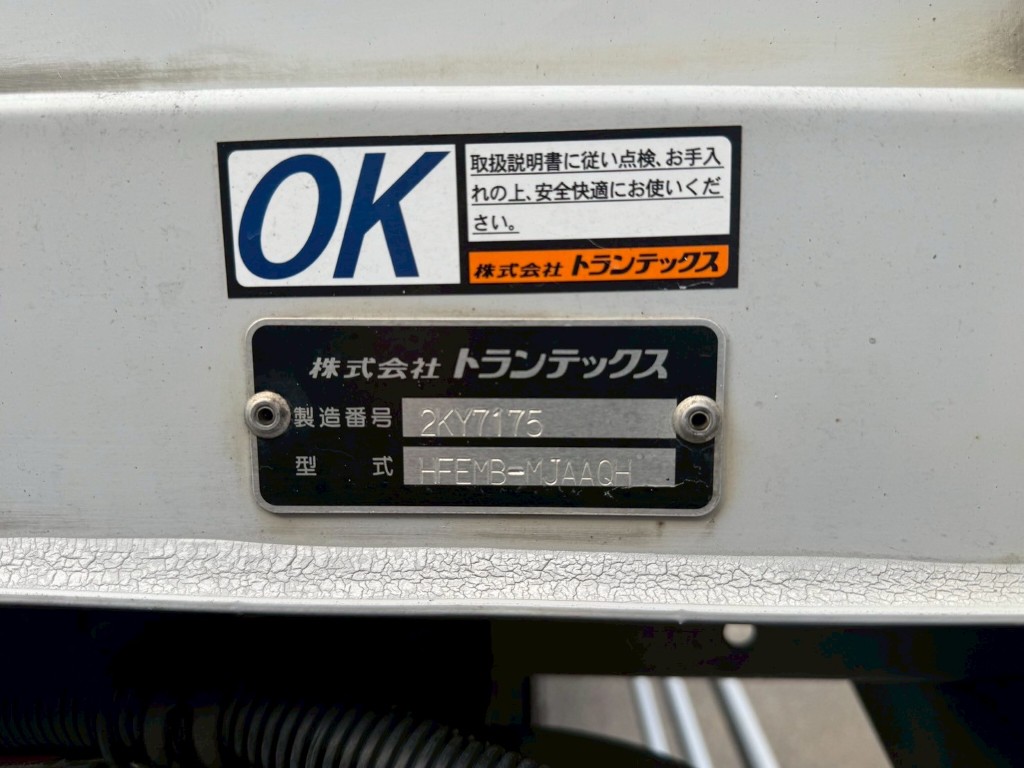 OK
取扱説明書に従い点検、お手入
れの上、安全快適にお使いくだ
さい。
株式会社 トランテックス
株式会社 トランテックス
製造番号 2KY7175
型式 HFEMB-MJAAQH